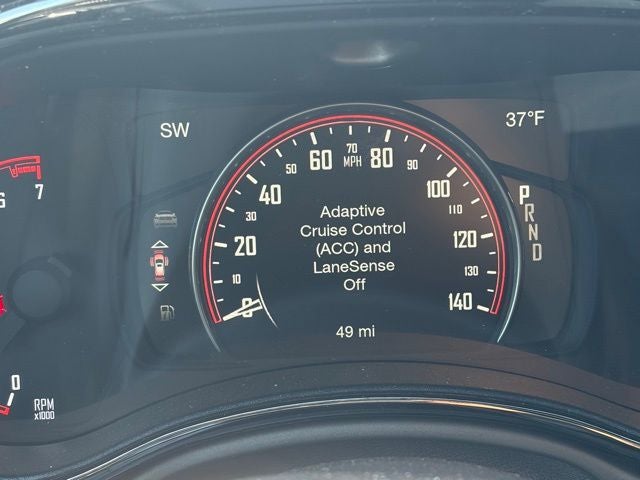 SW
37°F
6
7
0
RPM
x1000
0
10
20
30
40
50
60
70
MPH
80
90
100
110
120
130
140
Adaptive
Cruise Control
(ACC) and
LaneSense
Off
49 mi
P
R
N
D